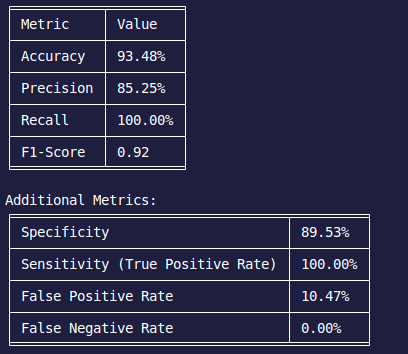 Metric Value
Accuracy 93.48%
Precision 85.25%
Recall 100.00%
F1-Score 0.92
Additional Metrics:
Specificity 89.53%
Sensitivity (True Positive Rate) 100.00%
False Positive Rate 10.47%
False Negative Rate 0.00%